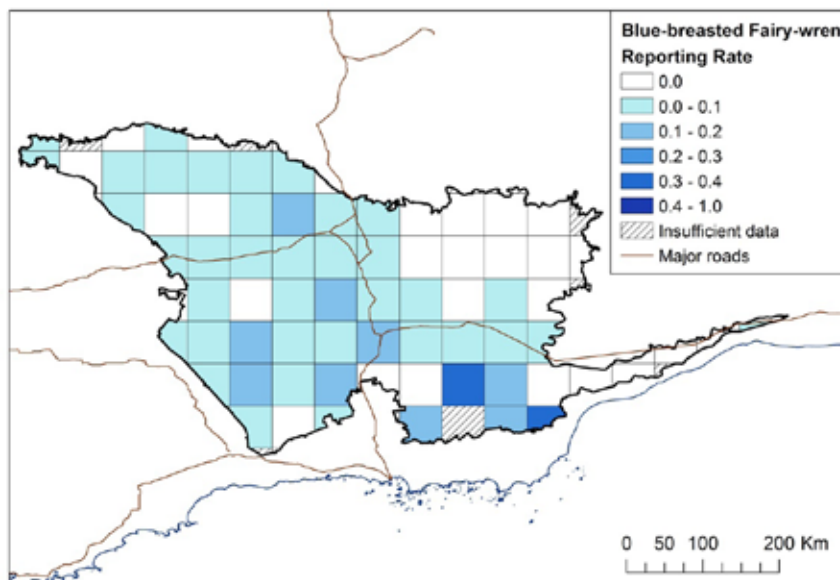 Blue-breasted Fairy-wren
Reporting Rate
0.0
0.0 - 0.1
0.1 - 0.2
0.2 - 0.3
0.3 - 0.4
0.4 - 1.0
Insufficient data
Major roads
0 50 100 200 Km